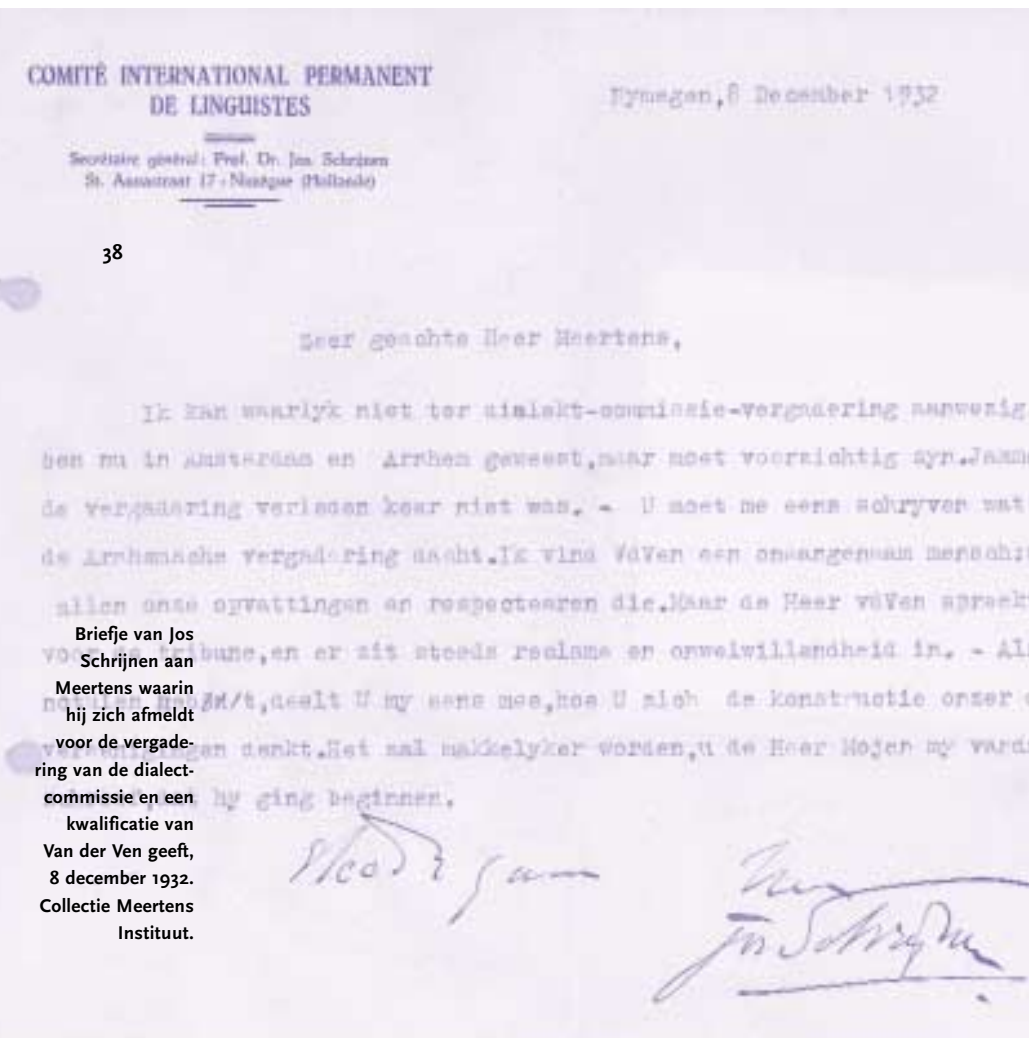 COMITÉ INTERNATIONAL PERMANENT
DE LINGUISTES
Secrétaire général: Prof. Dr. Jos. Schrijnen
St. Annastraat 17 - Nimègue (Hollande)
Nymegen, 8 December 1932
38
Zeer geachte Heer Meertens,
Ik kan waarlyk niet ter dialekt-commissie-vergadering aanwezig
ben nu in Amsterdam en Arnhem geweest, maar moet voorzichtig zyn.
de vergadering verleden keer niet was. - U moet me eens schryven wat
de Arnhemsche vergadering dacht. Ik vind VdVen een onaangenaam mensch:
allen onze opvattingen en respecteeren die. Maar de Heer VdVen spreekt
voor de tribune, en er zit steeds reclame en onwelwillendheid in. -
deelt U my eens mee, hoe U zich de konstructie onzer
vereenigingen denkt. Het zal makkelyker worden, de Heer my
hy ging beginnen.
Jos Schrijnen
Briefje van Jos
Schrijnen aan
Meertens waarin
hij zich afmeldt
voor de vergade-
ring van de dialect-
commissie en een
kwalificatie van
Van der Ven geeft,
8 december 1932.
Collectie Meertens
Instituut.